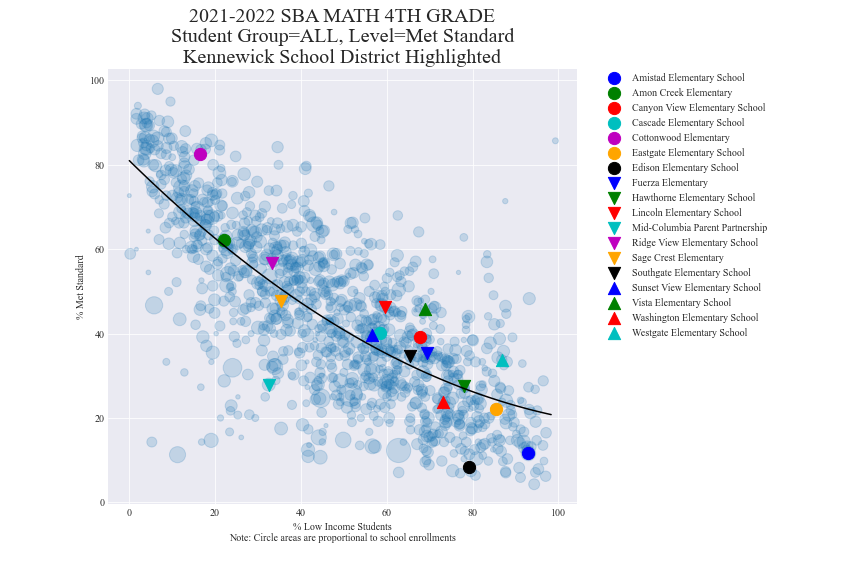 2021-2022 SBA MATH 4TH GRADE
Student Group=ALL, Level=Met Standard
Kennewick School District Highlighted
100
80
60
40
20
0
% Met Standard
0 20 40 60 80 100
% Low Income Students
Note: Circle areas are proportional to school enrollments
Amistad Elementary School
Amon Creek Elementary
Canyon View Elementary School
Cascade Elementary School
Cottonwood Elementary
Eastgate Elementary School
Edison Elementary School
Fuerza Elementary
Hawthorne Elementary School
Lincoln Elementary School
Mid-Columbia Parent Partnership
Ridge View Elementary School
Sage Crest Elementary
Southgate Elementary School
Sunset View Elementary School
Vista Elementary School
Washington Elementary School
Westgate Elementary School